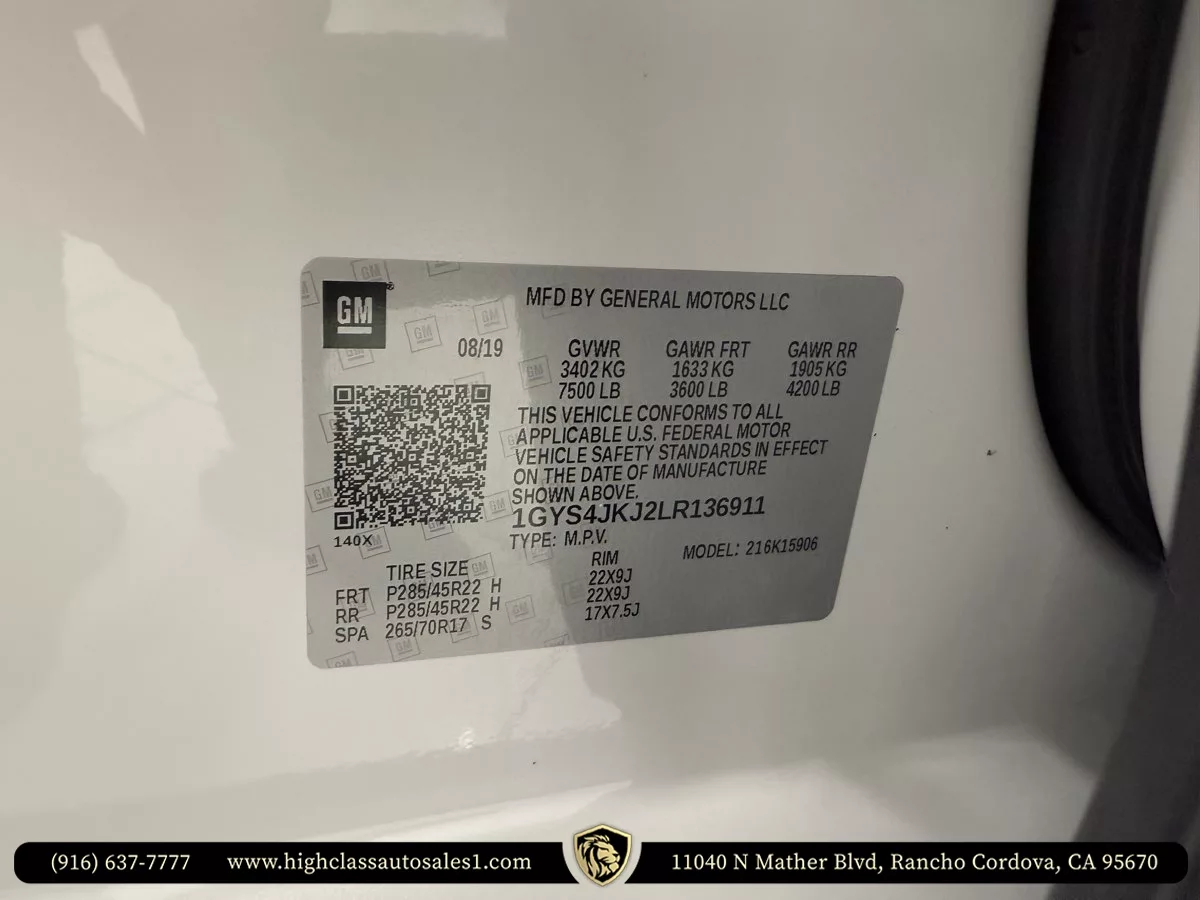 GM
MFD BY GENERAL MOTORS LLC
08/19
GVWR GAWR FRT GAWR RR
3402 KG 1633 KG 1905 KG
7500 LB 3600 LB 4200 LB
THIS VEHICLE CONFORMS TO ALL
APPLICABLE U.S. FEDERAL MOTOR
VEHICLE SAFETY STANDARDS IN EFFECT
ON THE DATE OF MANUFACTURE
SHOWN ABOVE.
1GYS4JKJ2LR136911
140X
TYPE: M.P.V. MODEL: 216K15906
TIRE SIZE RIM
FRT P285/45R22 H 22X9J
RR P285/45R22 H 22X9J
SPA 265/70R17 S 17X7.5J
(916) 637-7777 www.highclassautosales1.com 11040 N Mather Blvd, Rancho Cordova, CA 95670